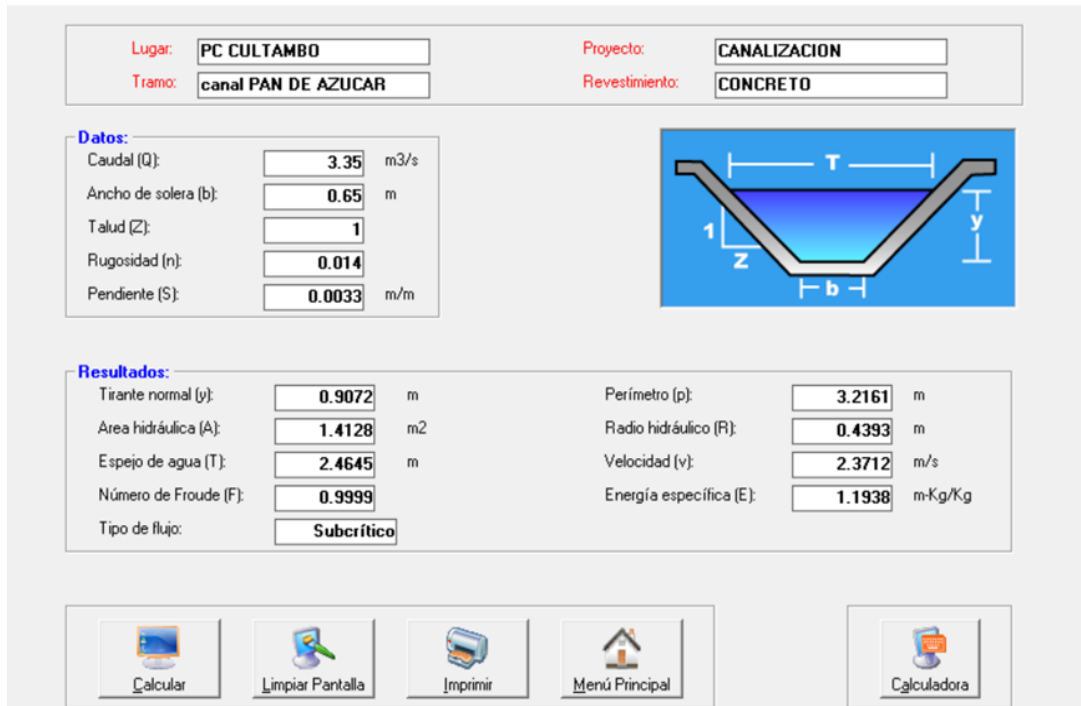 Lugar: PC CULTAMBO Proyecto: CANALIZACION
Tramo: canal PAN DE AZUCAR Revestimiento: CONCRETO
Datos:
Caudal (Q): 3.35 m3/s
Ancho de solera (b): 0.65 m
Talud (Z): 1
Rugosidad (n): 0.014
Pendiente (S): 0.0033 m/m
T
y
1
Z
b
Resultados:
Tirante normal (y): 0.9072 m Perímetro (p): 3.2161 m
Area hidráulica (A): 1.4128 m2 Radio hidráulico (R): 0.4393 m
Espejo de agua (T): 2.4645 m Velocidad (v): 2.3712 m/s
Número de Froude (F): 0.9999 Energía específica (E): 1.1938 m-Kg/Kg
Tipo de flujo: Subcrítico
Calcular Limpiar Pantalla Imprimir Menú Principal Calculadora